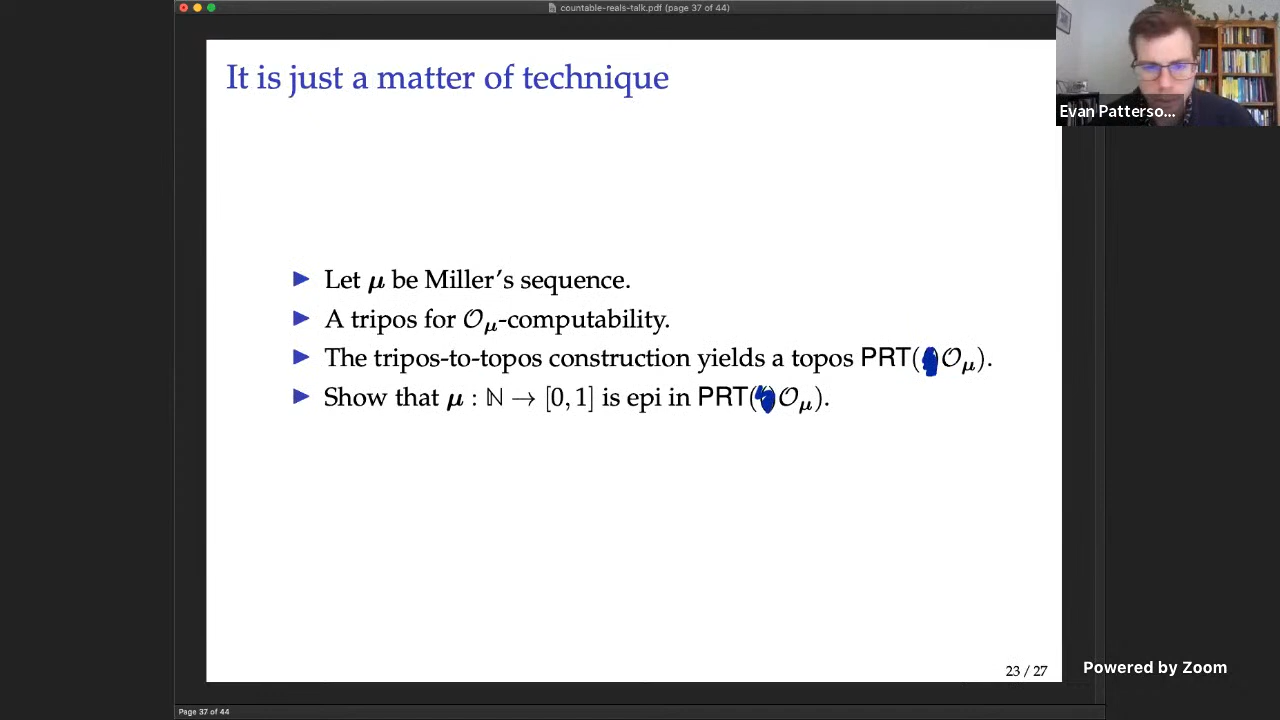 countable-reals-talk.pdf (page 37 of 44)
It is just a matter of technique
Evan Patterso...
▶ Let μ be Miller's sequence.
▶ A tripos for 𝒪μ-computability.
▶ The tripos-to-topos construction yields a topos PRT( 𝒪μ).
▶ Show that μ : ℕ → [0, 1] is epi in PRT( 𝒪μ).
23 / 27
Powered by Zoom
Page 37 of 44